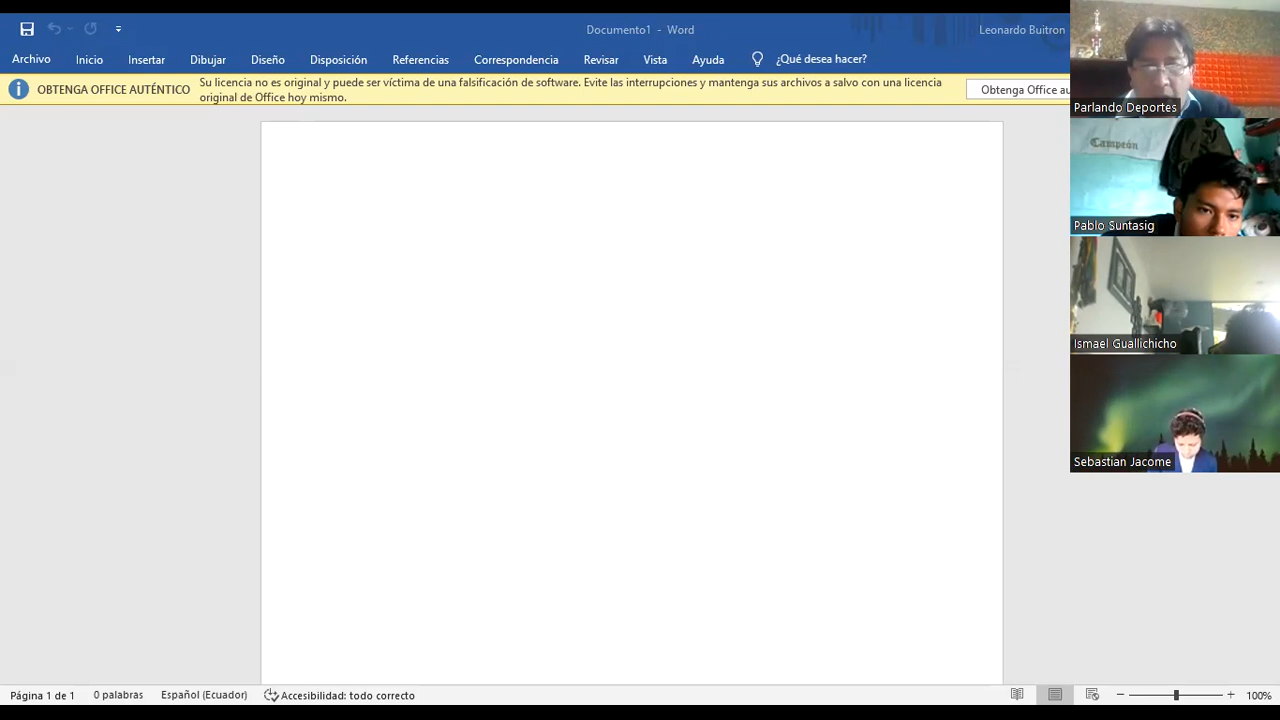 Documento1 - Word
Leonardo Buitron
Archivo Inicio Insertar Dibujar Diseño Disposición Referencias Correspondencia Revisar Vista Ayuda ¿Qué desea hacer?
OBTENGA OFFICE AUTÉNTICO
Su licencia no es original y puede ser víctima de una falsificación de software. Evite las interrupciones y mantenga sus archivos a salvo con una licencia
original de Office hoy mismo.
Obtenga Office au
Parlando Deportes
Campeón
Pablo Suntasig
Ismael Guallichicho
Sebastian Jacome
Página 1 de 1 0 palabras Español (Ecuador) Accesibilidad: todo correcto 100%